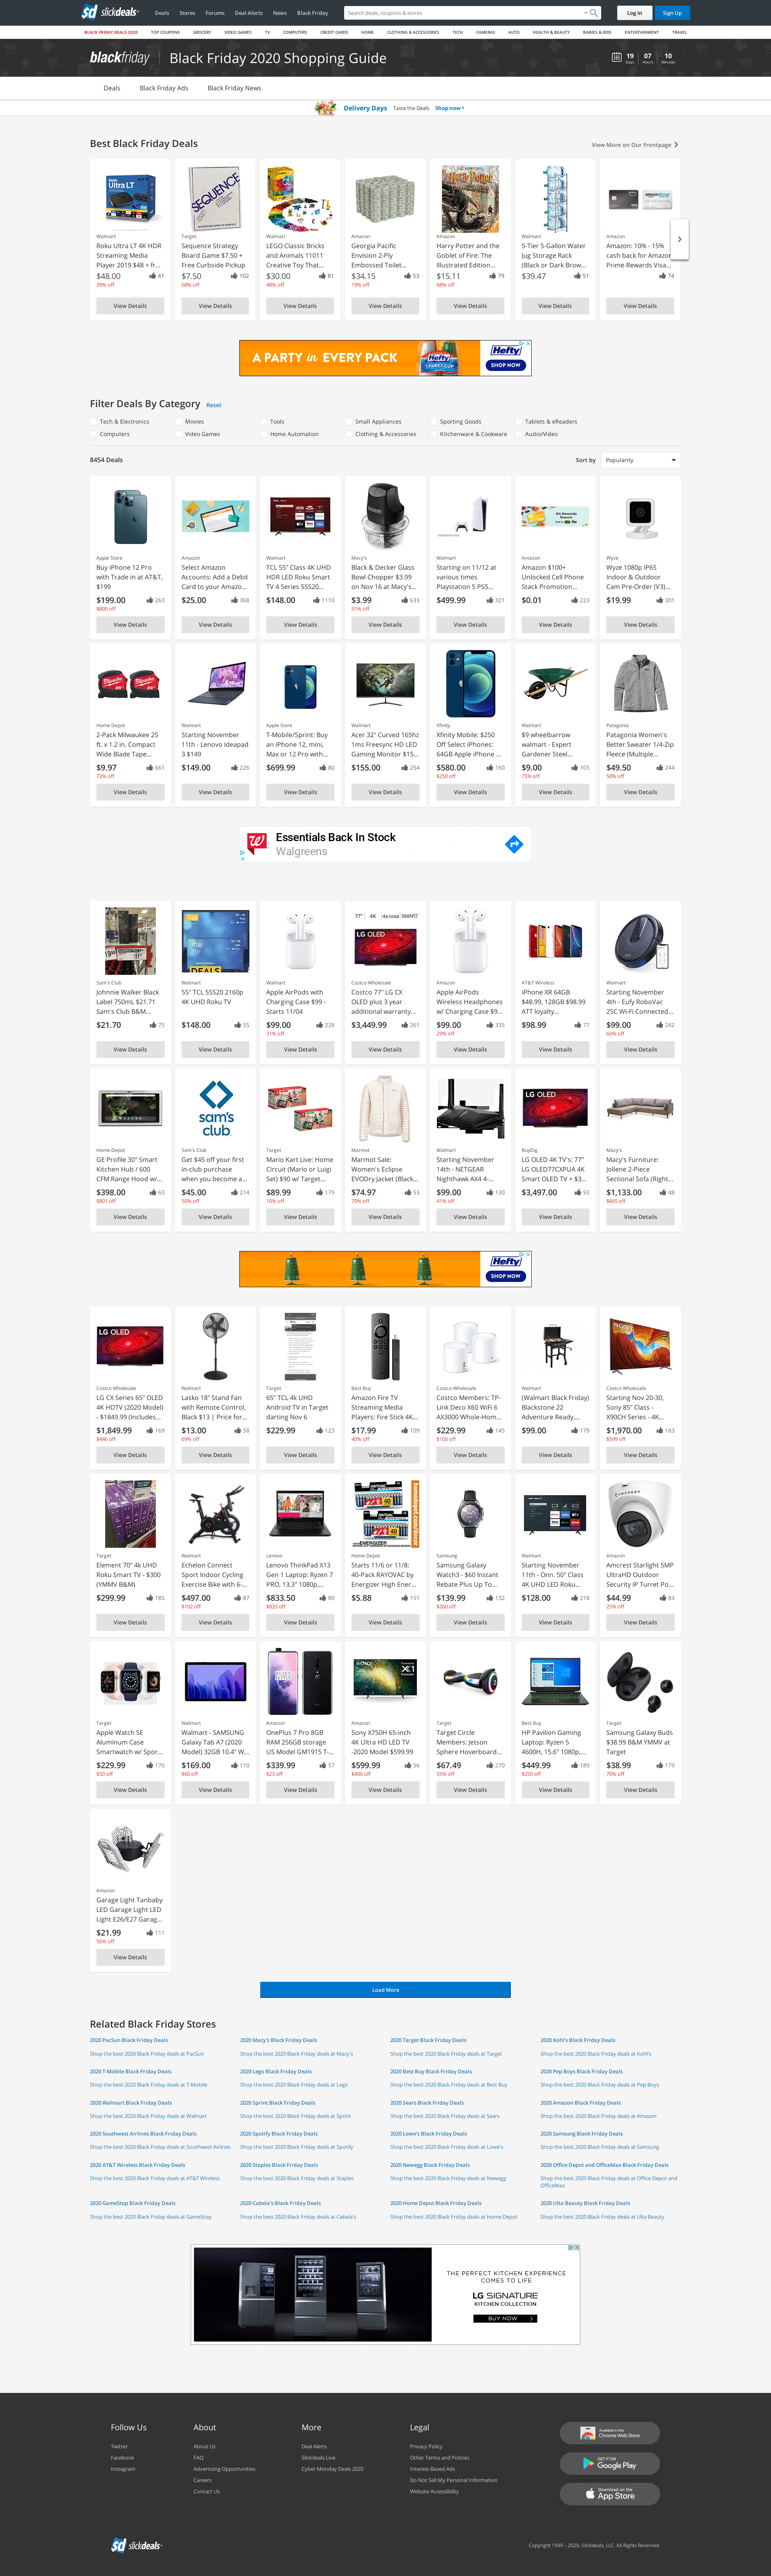 slickdeals
Deals
Stores
Forums
Deal Alerts
News
Black Friday
Search deals, coupons & stores
Log In
Sign Up
BLACK FRIDAY DEALS 2020
TOP COUPONS
GROCERY
VIDEO GAMES
TV
COMPUTERS
CREDIT CARDS
HOME
CLOTHING & ACCESSORIES
TECH
CAMERAS
AUTO
HEALTH & BEAUTY
BABIES & KIDS
ENTERTAINMENT
TRAVEL
blackfriday
Black Friday 2020 Shopping Guide
19 07 10
Days Hours Minutes
Deals
Black Friday Ads
Black Friday News
Delivery Days Taste the Deals Shop now
Best Black Friday Deals
View More on Our Frontpage
Walmart
Roku Ultra LT 4K HDR
Streaming Media
Player 2019 $48 + fr...
$48.00 41
39% off
View Details
Target
Sequence Strategy
Board Game $7.50 +
Free Curbside Pickup
$7.50 102
68% off
View Details
Walmart
LEGO Classic Bricks
and Animals 11011
Creative Toy That...
$30.00 81
48% off
View Details
Amazon
Georgia Pacific
Envision 2-Ply
Embossed Toilet...
$34.15 53
19% off
View Details
Amazon
Harry Potter and the
Goblet of Fire: The
Illustrated Edition...
$15.11 79
68% off
View Details
Walmart
5-Tier 5-Gallon Water
Jug Storage Rack
(Black or Dark Brow...
$39.47 51
View Details
Amazon
Amazon: 10% - 15%
cash back for Amazon
Prime Rewards Visa...
74
View Details
A PARTY in EVERY PACK
Hefty
PARTY CUPS
Hefty
SHOP NOW
Filter Deals By Category Reset
Tech & Electronics
Movies
Tools
Small Appliances
Sporting Goods
Tablets & eReaders
Computers
Video Games
Home Automation
Clothing & Accessories
Kitchenware & Cookware
Audio/Video
8454 Deals
Sort by Popularity
Apple Store
Buy iPhone 12 Pro
with Trade in at AT&T,
$199
$199.00 263
$800 off
View Details
Amazon
Select Amazon
Accounts: Add a Debit
Card to your Amazo...
$25.00 368
View Details
Walmart
TCL 55" Class 4K UHD
HDR LED Roku Smart
TV 4 Series 55S20...
$148.00 1110
View Details
Macy's
Black & Decker Glass
Bowl Chopper $3.99
on Nov 16 at Macy's...
$3.99 633
91% off
View Details
Walmart
Starting on 11/12 at
various times
Playstation 5 PS5...
$499.99 321
View Details
Amazon
Amazon $100+
Unlocked Cell Phone
Stack Promotion...
$0.01 223
View Details
Wyze
Wyze 1080p IP65
Indoor & Outdoor
Cam Pre-Order (V3)...
$19.99 301
View Details
Home Depot
2-Pack Milwaukee 25
ft. x 1.2 in. Compact
Wide Blade Tape...
$9.97 661
72% off
View Details
Walmart
Starting November
11th - Lenovo Ideapad
3 $149
$149.00 226
View Details
Apple Store
T-Mobile/Sprint: Buy
an iPhone 12, mini,
Max or 12 Pro with...
$699.99 80
View Details
Walmart
Acer 32" Curved 165hz
1ms Freesync HD LED
Gaming Monitor $15...
$155.00 254
View Details
Xfinity
Xfinity Mobile: $250
Off Select iPhones:
64GB Apple iPhone ...
$580.00 160
$250 off
View Details
Walmart
$9 wheelbarrow
walmart - Expert
Gardener Steel...
$9.00 103
75% off
View Details
Patagonia
Patagonia Women's
Better Sweater 1/4-Zip
Fleece (Multiple...
$49.50 244
50% off
View Details
Essentials Back In Stock
Walgreens
Sam's Club
Johnnie Walker Black
Label 750mL $21.71
Sam's Club B&M...
$21.70 75
View Details
Walmart
55" TCL 55S20 2160p
4K UHD Roku TV
$148.00 55
View Details
Walmart
Apple AirPods with
Charging Case $99 -
Starts 11/04
$99.00 228
31% off
View Details
77" 4K SMART
LG OLED
Costco Wholesale
Costco 77" LG CX
OLED plus 3 year
additional warranty...
$3,449.99 261
View Details
Amazon
Apple AirPods
Wireless Headphones
w/ Charging Case $9...
$99.00 335
29% off
View Details
AT&T Wireless
iPhone XR 64GB
$48.99, 128GB $98.99
ATT loyalty...
$98.99 77
View Details
Walmart
Starting November
4th - Eufy RoboVac
25C Wi-Fi Connected...
$99.00 242
60% off
View Details
Home Depot
GE Profile 30" Smart
Kitchen Hub / 600
CFM Range Hood w/...
$398.00 63
$801 off
View Details
sam's club
Sam's Club
Get $45 off your first
in-club purchase
when you become a...
$45.00 214
50% off
View Details
Target
Mario Kart Live: Home
Circuit (Mario or Luigi
Set) $90 w/ Target...
$89.99 179
10% off
View Details
Marmot
Marmot Sale:
Women's Eclipse
EVODry Jacket (Black...
$74.97 53
70% off
View Details
Walmart
Starting November
14th - NETGEAR
Nighthawk AX4 4-...
$99.00 130
41% off
View Details
LG OLED
BuyDig
LG OLED 4K TV's: 77"
LG OLED77CXPUA 4K
Smart OLED TV + $3...
$3,497.00 93
View Details
Macy's
Macy's Furniture:
Jollene 2-Piece
Sectional Sofa (Right...
$1,133.00 48
$665 off
View Details
Hefty
SHOP NOW
LG OLED
Costco Wholesale
LG CX Series 65" OLED
4K HDTV (2020 Model)
- $1849.99 (Includes...
$1,849.99 169
$446 off
View Details
Walmart
Lasko 18" Stand Fan
with Remote Control,
Black $13 | Price for...
$13.00 58
69% off
View Details
Target
65" TCL 4k UHD
Android TV in Target
darting Nov 6
$229.99 123
View Details
Best Buy
Amazon Fire TV
Streaming Media
Players: Fire Stick 4K...
$17.99 109
40% off
View Details
Costco Wholesale
Costco Members: TP-
Link Deco X60 WiFi 6
AX3000 Whole-Hom...
$229.99 145
$100 off
View Details
Walmart
(Walmart Black Friday)
Blackstone 22
Adventure Ready,...
$99.00 179
View Details
SONY
Costco Wholesale
Starting Nov 20-30,
Sony 85" Class -
X90CH Series - 4K...
$1,970.00 183
$599 off
View Details
Target
Element 70" 4k UHD
Roku Smart TV - $300
(YMMV B&M)
$299.99 185
View Details
Walmart
Echelon Connect
Sport Indoor Cycling
Exercise Bike with 6-...
$497.00 87
$102 off
View Details
Lenovo
Lenovo ThinkPad X13
Gen 1 Laptop: Ryzen 7
PRO, 13.3" 1080p,...
$833.50 80
$833 off
View Details
Home Depot
Starts 11/6 or 11/8:
40-Pack RAYOVAC by
Energizer High Ener...
$5.88 151
View Details
Samsung
Samsung Galaxy
Watch3 - $60 Instant
Rebate Plus Up To...
$139.99 132
$260 off
View Details
Walmart
Starting November
11th - Onn. 50" Class
4K UHD LED Roku...
$128.00 218
View Details
Amazon
Amcrest Starlight 5MP
UltraHD Outdoor
Security IP Turret Po...
$44.99 83
25% off
View Details
Target
Apple Watch SE
Aluminum Case
Smartwatch w/ Spor...
$229.99 170
$50 off
View Details
Walmart
Walmart - SAMSUNG
Galaxy Tab A7 (2020
Model) 32GB 10.4" W...
$169.00 110
$60 off
View Details
Amazon
OnePlus 7 Pro 8GB
RAM 256GB storage
US Model GM1915 T-...
$339.99 57
$23 off
View Details
Amazon
Sony X750H 65-inch
4K Ultra HD LED TV
-2020 Model $599.99
$599.99 56
$400 off
View Details
Target
Target Circle
Members: Jetson
Sphere Hoverboard...
$67.49 270
55% off
View Details
Best Buy
HP Pavilion Gaming
Laptop: Ryzen 5
4600H, 15.6" 1080p,...
$449.99 189
$250 off
View Details
Target
Samsung Galaxy Buds
$38.99 B&M YMMV at
Target
$38.99 179
70% off
View Details
Amazon
Garage Light Tanbaby
LED Garage Light LED
Light E26/E27 Garag...
$21.99 111
56% off
View Details
Load More
Related Black Friday Stores
2020 PacSun Black Friday Deals
Shop the best 2020 Black Friday deals at PacSun
2020 Macy's Black Friday Deals
Shop the best 2020 Black Friday deals at Macy's
2020 Target Black Friday Deals
Shop the best 2020 Black Friday deals at Target
2020 Kohl's Black Friday Deals
Shop the best 2020 Black Friday deals at Kohl's
2020 T-Mobile Black Friday Deals
Shop the best 2020 Black Friday deals at T-Mobile
2020 Lego Black Friday Deals
Shop the best 2020 Black Friday deals at Lego
2020 Best Buy Black Friday Deals
Shop the best 2020 Black Friday deals at Best Buy
2020 Pep Boys Black Friday Deals
Shop the best 2020 Black Friday deals at Pep Boys
2020 Walmart Black Friday Deals
Shop the best 2020 Black Friday deals at Walmart
2020 Sprint Black Friday Deals
Shop the best 2020 Black Friday deals at Sprint
2020 Sears Black Friday Deals
Shop the best 2020 Black Friday deals at Sears
2020 Amazon Black Friday Deals
Shop the best 2020 Black Friday deals at Amazon
2020 Southwest Airlines Black Friday Deals
Shop the best 2020 Black Friday deals at Southwest Airlines
2020 Spotify Black Friday Deals
Shop the best 2020 Black Friday deals at Spotify
2020 Lowe's Black Friday Deals
Shop the best 2020 Black Friday deals at Lowe's
2020 Samsung Black Friday Deals
Shop the best 2020 Black Friday deals at Samsung
2020 AT&T Wireless Black Friday Deals
Shop the best 2020 Black Friday deals at AT&T Wireless
2020 Staples Black Friday Deals
Shop the best 2020 Black Friday deals at Staples
2020 Newegg Black Friday Deals
Shop the best 2020 Black Friday deals at Newegg
2020 Office Depot and OfficeMax Black Friday Deals
Shop the best 2020 Black Friday deals at Office Depot and
OfficeMax
2020 GameStop Black Friday Deals
Shop the best 2020 Black Friday deals at GameStop
2020 Cabela's Black Friday Deals
Shop the best 2020 Black Friday deals at Cabela's
2020 Home Depot Black Friday Deals
Shop the best 2020 Black Friday deals at Home Depot
2020 Ulta Beauty Black Friday Deals
Shop the best 2020 Black Friday deals at Ulta Beauty
THE PERFECT KITCHEN EXPERIENCE
COMES TO LIFE
LG SIGNATURE
KITCHEN COLLECTION
BUY NOW
Follow Us
Twitter
Facebook
Instagram
About
About Us
FAQ
Advertising Opportunities
Careers
Contact Us
More
Deal Alerts
Slickdeals Live
Cyber Monday Deals 2020
Legal
Privacy Policy
Other Terms and Policies
Interest-Based Ads
Do Not Sell My Personal Information
Website Accessibility
Available in the
Chrome Web Store
GET IT ON
Google Play
Download on the
App Store
slickdeals
Copyright 1999 - 2020. Slickdeals, LLC. All Rights Reserved.